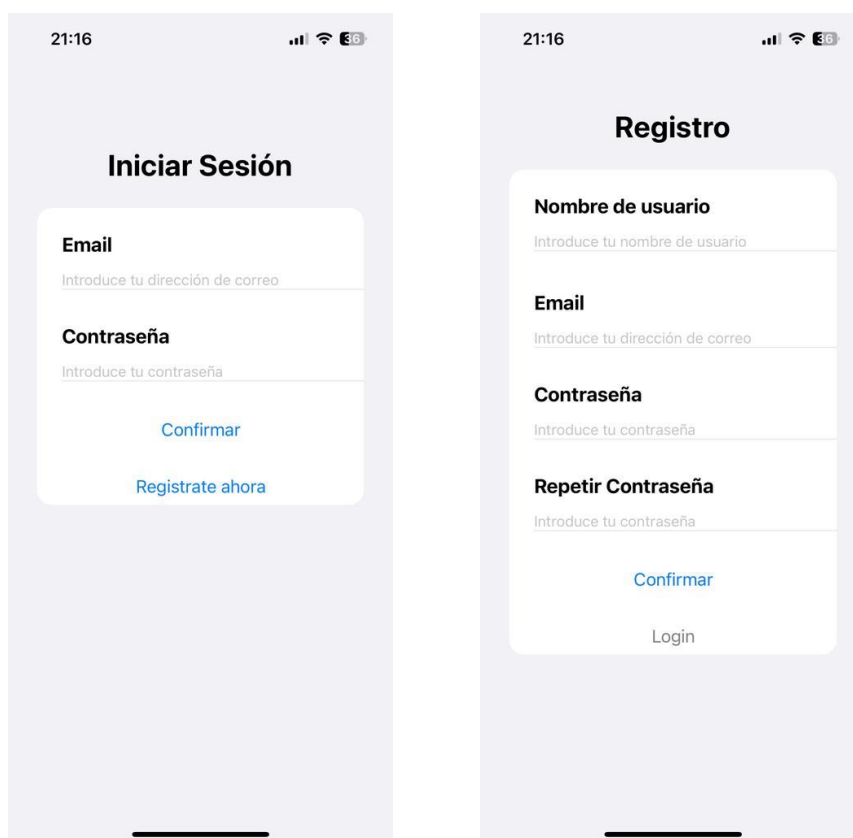 21:16
36
Iniciar Sesión
Email
Introduce tu dirección de correo
Contraseña
Introduce tu contraseña
Confirmar
Registrate ahora
21:16
36
Registro
Nombre de usuario
Introduce tu nombre de usuario
Email
Introduce tu dirección de correo
Contraseña
Introduce tu contraseña
Repetir Contraseña
Introduce tu contraseña
Confirmar
Login